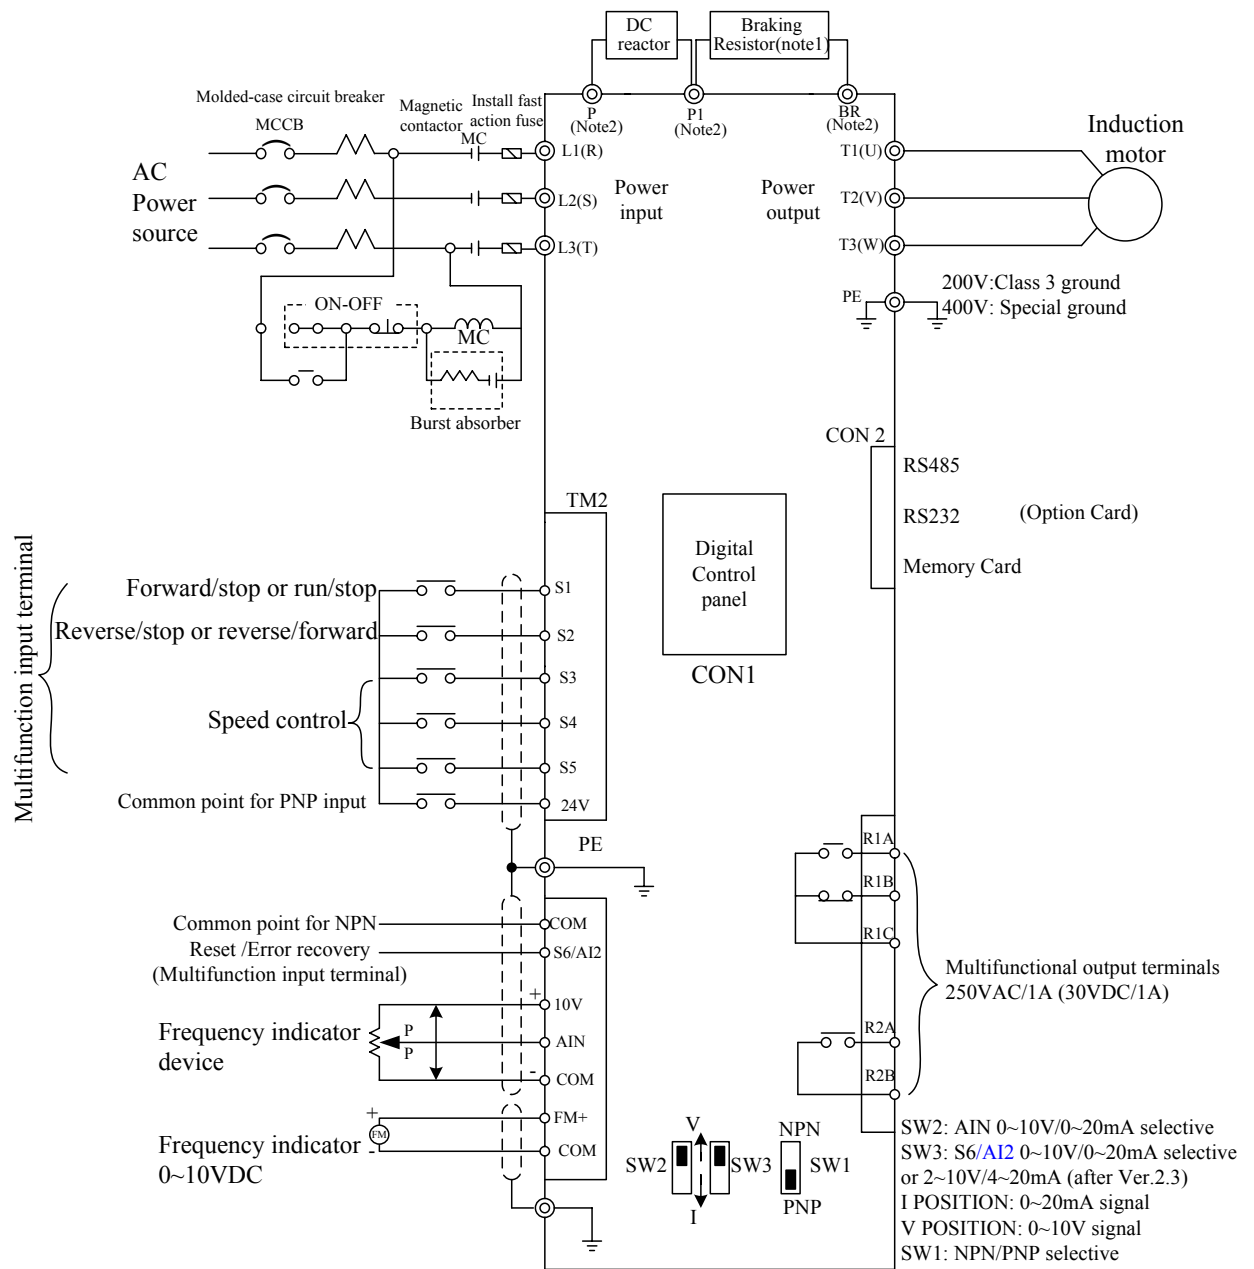 DC
reactor
Braking
Resistor(note1)
Molded-case circuit breaker
MCCB
Magnetic
contactor
MC
Install fast
action fuse
P
(Note2)
P1
(Note2)
BR
(Note2)
AC
Power
source
L1(R)
L2(S)
L3(T)
Power
input
Power
output
T1(U)
T2(V)
T3(W)
Induction
motor
PE
200V:Class 3 ground
400V: Special ground
ON-OFF
MC
Burst absorber
CON 2
RS485
RS232
(Option Card)
Memory Card
TM2
Digital
Control
panel
CON1
Multifunction input terminal
Forward/stop or run/stop
S1
Reverse/stop or reverse/forward
S2
S3
Speed control
S4
S5
Common point for PNP input
24V
PE
Common point for NPN
COM
Reset /Error recovery
(Multifunction input terminal)
S6/AI2
+
10V
Frequency indicator
device
P
P
AIN
-
COM
+
FM
-
FM+
Frequency indicator
0~10VDC
COM
R1A
R1B
R1C
Multifunctional output terminals
250VAC/1A (30VDC/1A)
R2A
R2B
V
SW2
SW3
I
NPN
SW1
PNP
SW2: AIN 0~10V/0~20mA selective
SW3: S6/AI2 0~10V/0~20mA selective
or 2~10V/4~20mA (after Ver.2.3)
I POSITION: 0~20mA signal
V POSITION: 0~10V signal
SW1: NPN/PNP selective